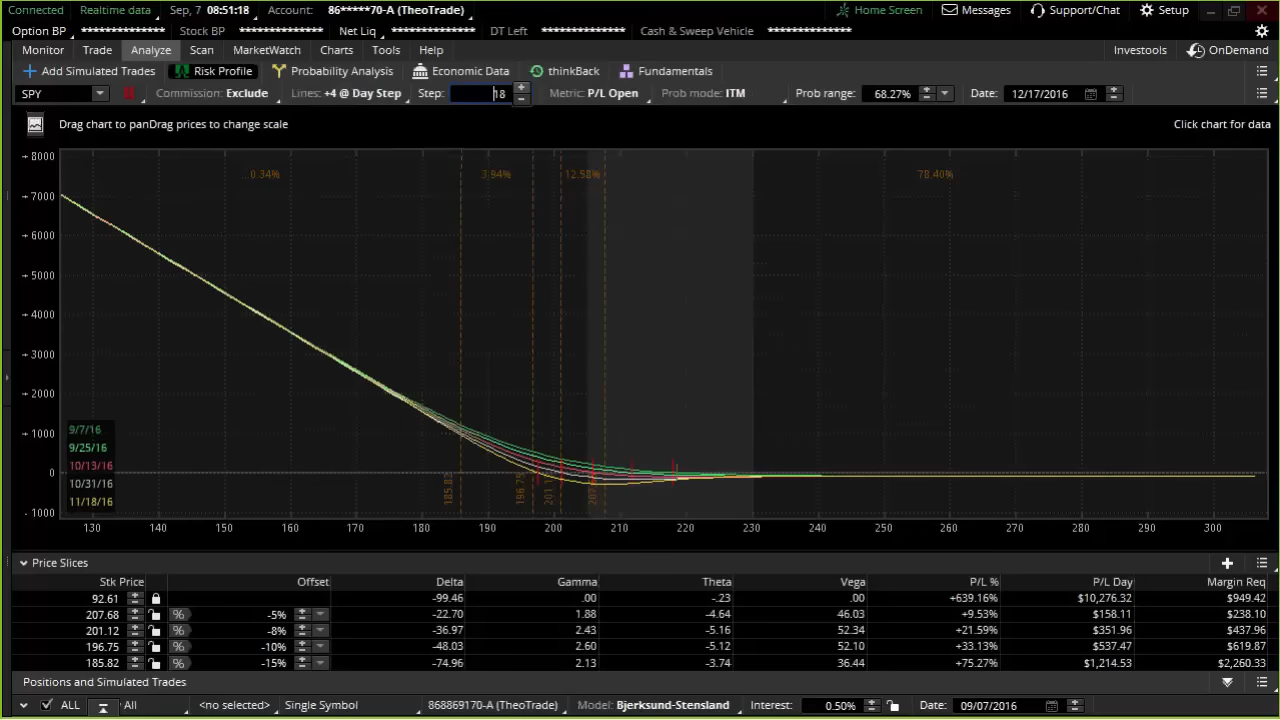 Connected Realtime data Sep, 7 08:51:18 Account: 86*****70-A (TheoTrade) Home Screen Messages Support/Chat Setup
Option BP ************** Stock BP ************** Net Liq ************** DT Left ************** Cash & Sweep Vehicle **************
Monitor Trade Analyze Scan MarketWatch Charts Tools Help Investools OnDemand
Add Simulated Trades Risk Profile Probability Analysis Economic Data thinkBack Fundamentals
SPY Commission: Exclude Lines: +4 @ Day Step Step: 18 Metric: P/L Open Prob mode: ITM Prob range: 68.27% Date: 12/17/2016
Drag chart to panDrag prices to change scale Click chart for data
8000
...0.34% 3.94% 12.58% 78.40%
7000
6000
5000
4000
3000
2000
1000
0
1000
9/7/16
9/25/16
10/13/16
10/31/16
11/18/16
130 140 150 160 170 180 190 200 210 220 230 240 250 260 270 280 290 300
Price Slices
Stk Price Offset Delta Gamma Theta Vega P/L % P/L Day Margin Req
92.61 -99.46 .00 -.23 .00 +639.16% $10,276.32 $949.42
207.68 % -5% -22.70 1.88 -4.64 46.03 +9.53% $158.11 $238.10
201.12 % -8% -36.97 2.43 -5.16 52.34 +21.59% $351.96 $437.96
196.75 % -10% -48.03 2.60 -5.12 52.10 +33.13% $537.47 $619.87
185.82 % -15% -74.96 2.13 -3.74 36.44 +75.27% $1,214.53 $2,260.33
Positions and Simulated Trades
ALL All <no selected> Single Symbol 868869170-A (TheoTrade) Model: Bjerksund-Stensland Interest: 0.50% Date: 09/07/2016